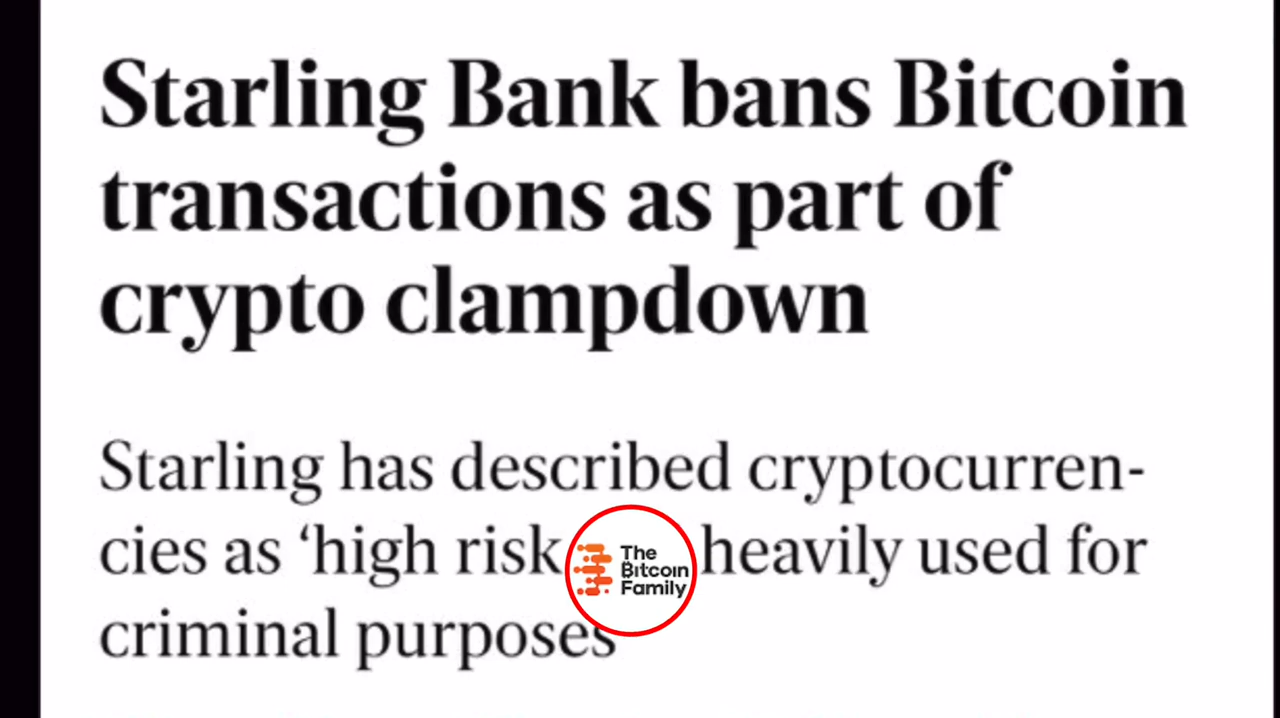 Starling Bank bans Bitcoin
transactions as part of
crypto clampdown
Starling has described cryptocurren-
cies as ‘high risk heavily used for
The
Bitcoin
Family
criminal purposes